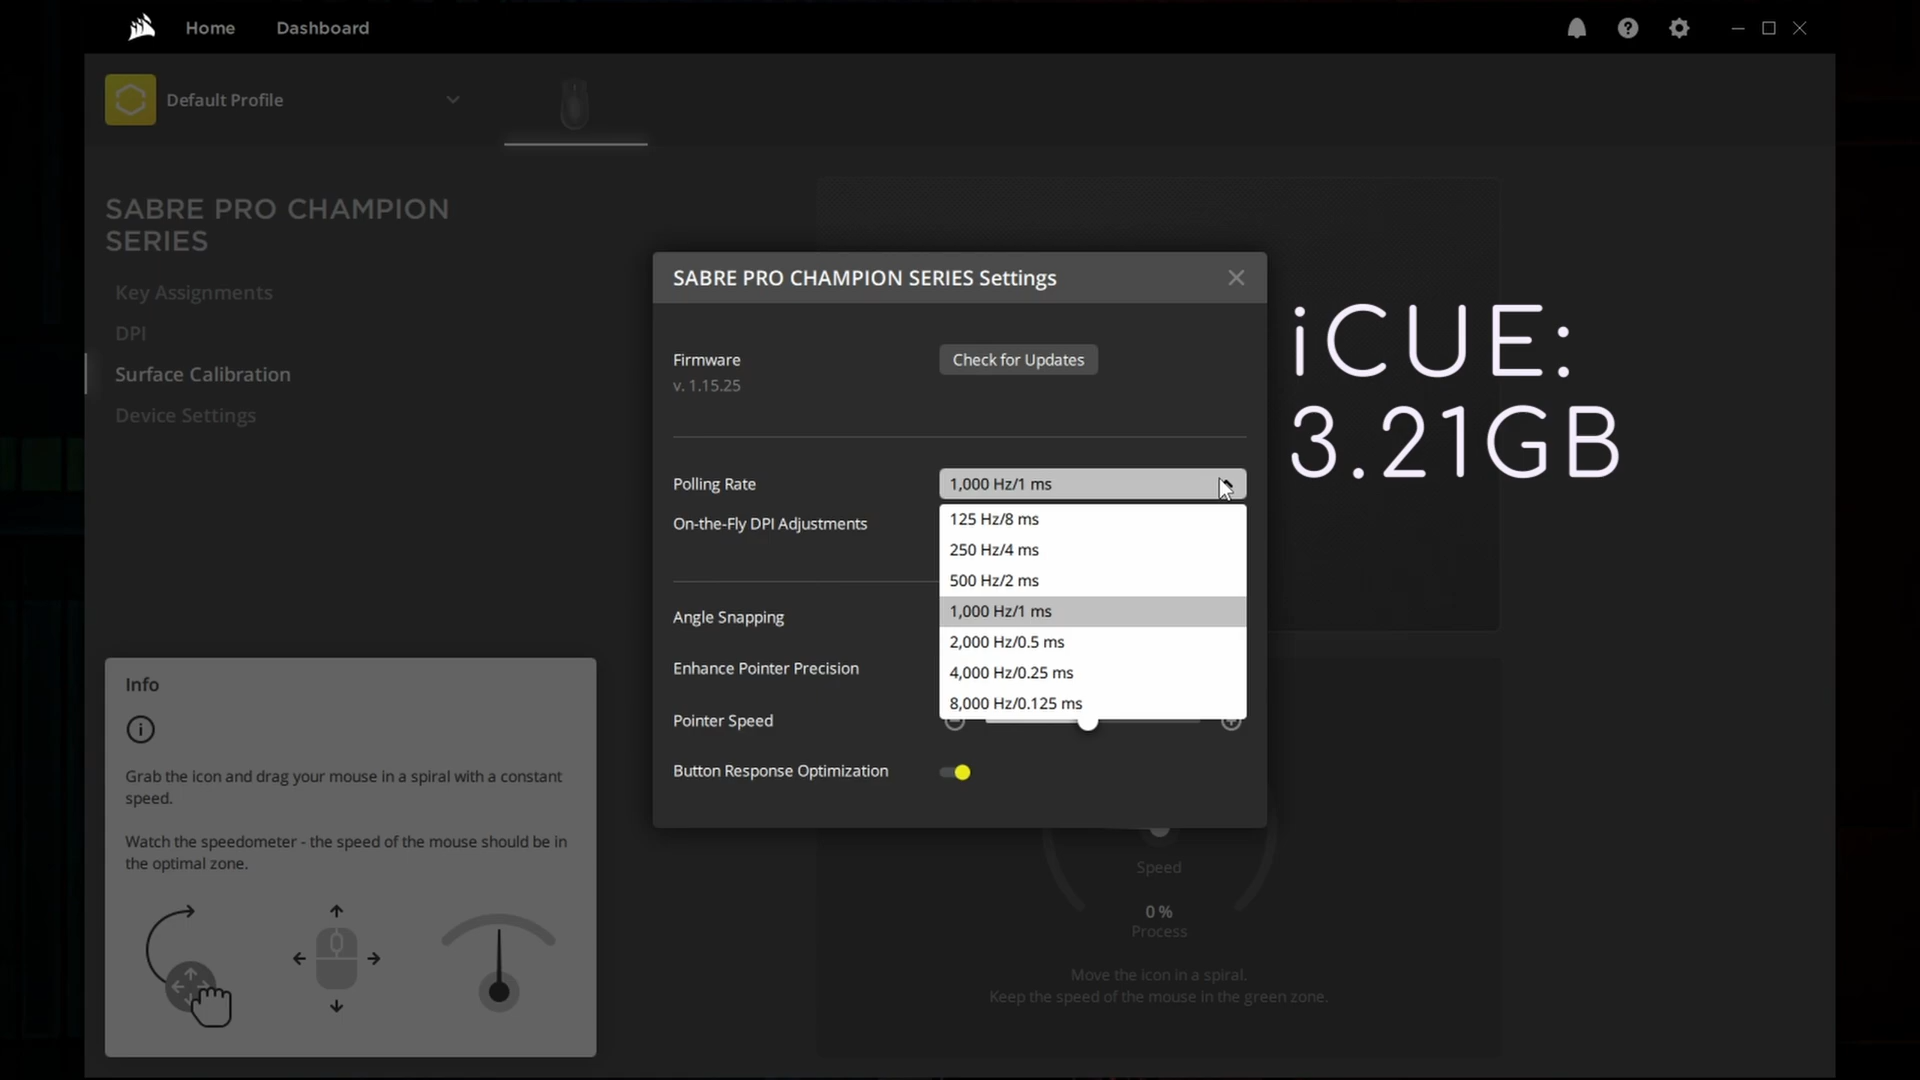 Home
Dashboard
Default Profile
SABRE PRO CHAMPION
SERIES
Key Assignments
DPI
Surface Calibration
Device Settings
SABRE PRO CHAMPION SERIES Settings
Firmware
Check for Updates
v. 1.15.25
Polling Rate
1,000 Hz/1 ms
On-the-Fly DPI Adjustments
125 Hz/8 ms
250 Hz/4 ms
500 Hz/2 ms
1,000 Hz/1 ms
2,000 Hz/0.5 ms
4,000 Hz/0.25 ms
8,000 Hz/0.125 ms
Angle Snapping
Enhance Pointer Precision
Pointer Speed
Button Response Optimization
iCUE:
3.21GB
Info
Grab the icon and drag your mouse in a spiral with a constant
speed.
Watch the speedometer - the speed of the mouse should be in
the optimal zone.
Speed
0 %
Process
Move the icon in a spiral.
Keep the speed of the mouse in the green zone.